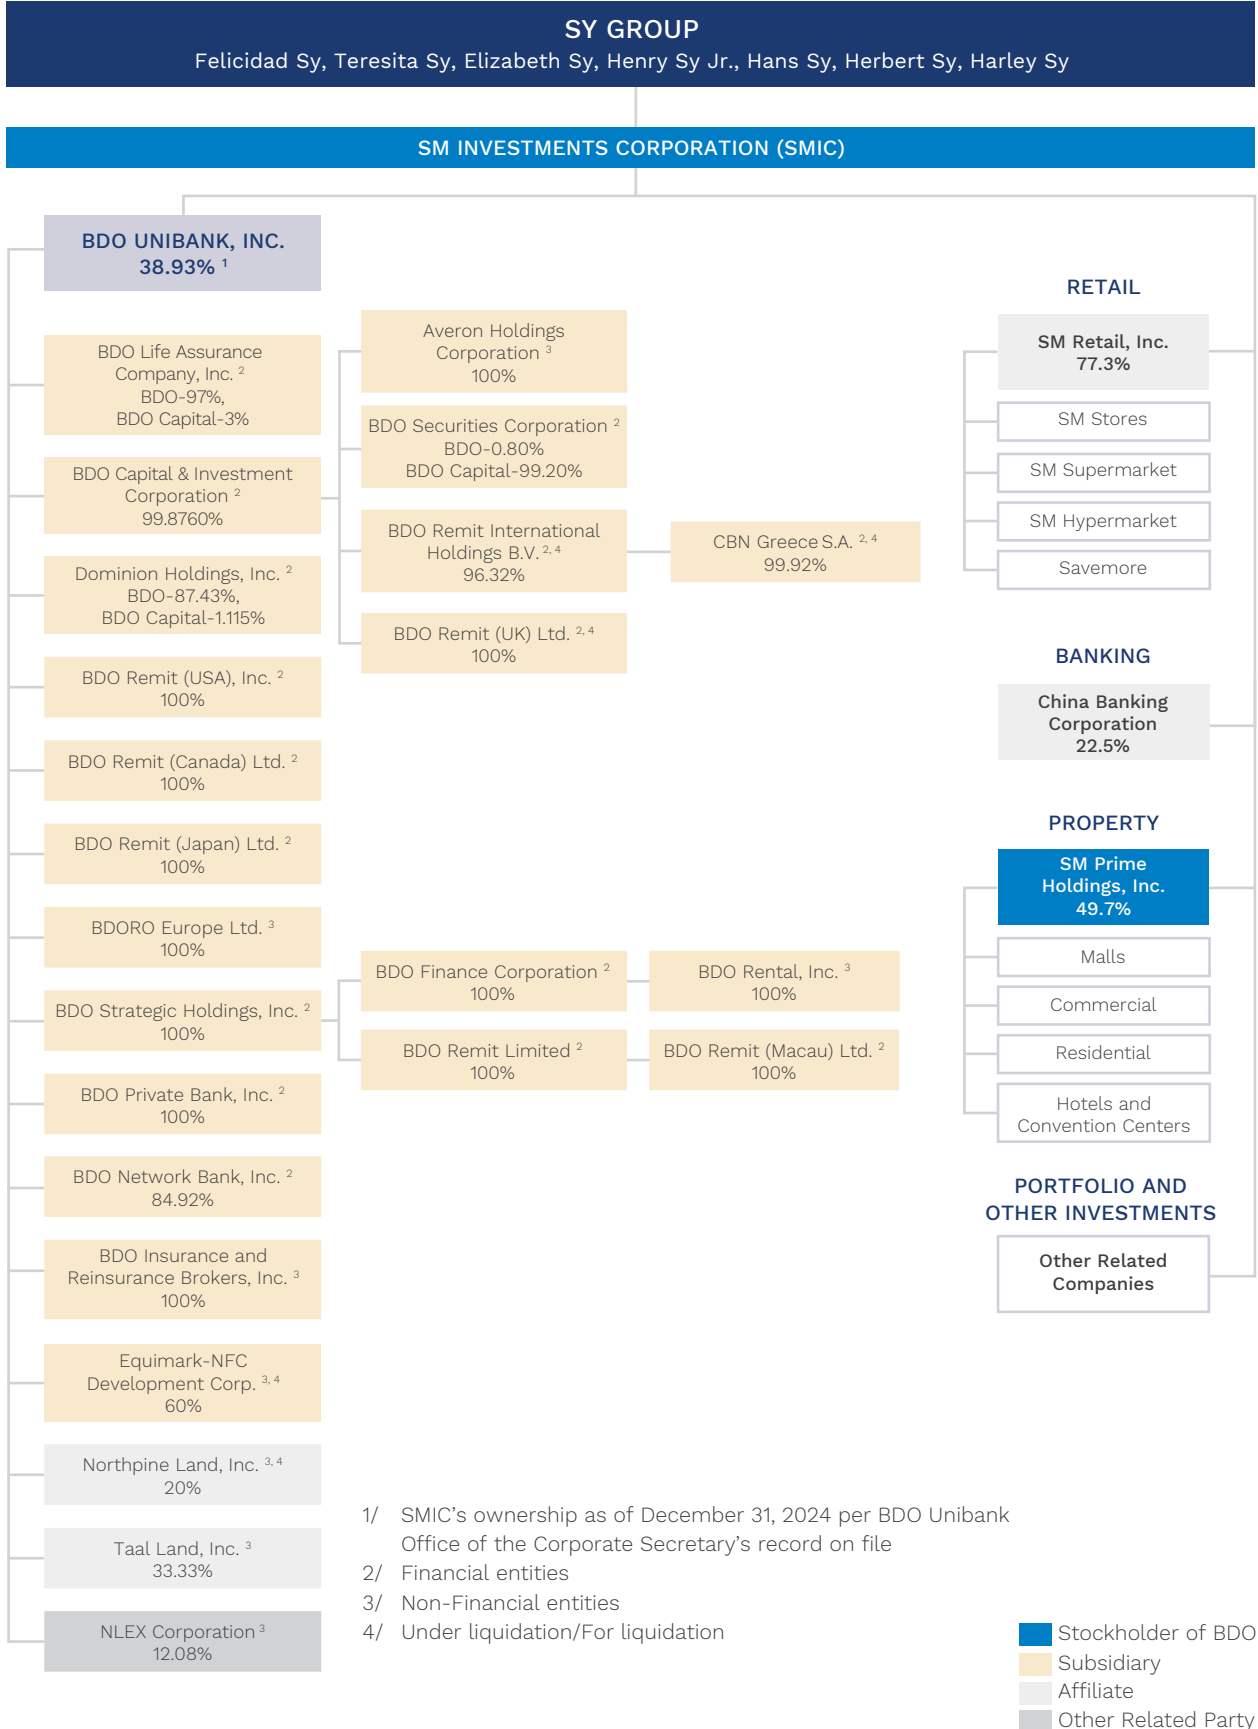 SY GROUP
Felicidad Sy, Teresita Sy, Elizabeth Sy, Henry Sy Jr., Hans Sy, Herbert Sy, Harley Sy
SM INVESTMENTS CORPORATION (SMIC)
BDO UNIBANK, INC.
38.93% 1
BDO Life Assurance
Company, Inc. 2
BDO-97%,
BDO Capital-3%
BDO Capital & Investment
Corporation 2
99.8760%
Dominion Holdings, Inc. 2
BDO-87.43%,
BDO Capital-1.115%
BDO Remit (USA), Inc. 2
100%
BDO Remit (Canada) Ltd. 2
100%
BDO Remit (Japan) Ltd. 2
100%
BDORO Europe Ltd. 3
100%
BDO Strategic Holdings, Inc. 2
100%
BDO Private Bank, Inc. 2
100%
BDO Network Bank, Inc. 2
84.92%
BDO Insurance and
Reinsurance Brokers, Inc. 3
100%
Equimark-NFC
Development Corp. 3, 4
60%
Northpine Land, Inc. 3, 4
20%
Taal Land, Inc. 3
33.33%
NLEX Corporation 3
12.08%
Averon Holdings
Corporation 3
100%
BDO Securities Corporation 2
BDO-0.80%
BDO Capital-99.20%
BDO Remit International
Holdings B.V. 2, 4
96.32%
BDO Remit (UK) Ltd. 2, 4
100%
CBN Greece S.A. 2, 4
99.92%
BDO Finance Corporation 2
100%
BDO Rental, Inc. 3
100%
BDO Remit Limited 2
100%
BDO Remit (Macau) Ltd. 2
100%
RETAIL
SM Retail, Inc.
77.3%
SM Stores
SM Supermarket
SM Hypermarket
Savemore
BANKING
China Banking
Corporation
22.5%
PROPERTY
SM Prime
Holdings, Inc.
49.7%
Malls
Commercial
Residential
Hotels and
Convention Centers
PORTFOLIO AND
OTHER INVESTMENTS
Other Related
Companies
1/ SMIC's ownership as of December 31, 2024 per BDO Unibank
Office of the Corporate Secretary's record on file
2/ Financial entities
3/ Non-Financial entities
4/ Under liquidation/For liquidation
Stockholder of BDO
Subsidiary
Affiliate
Other Related Party